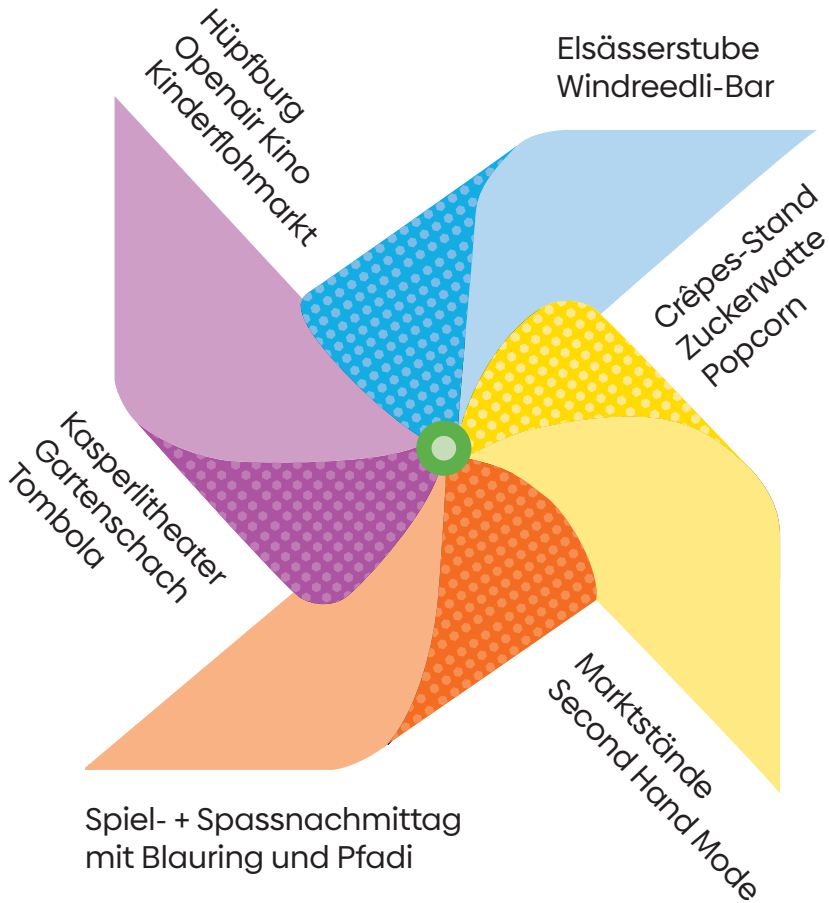 Hüpfburg
Openair Kino
Kinderflohmarkt
Elsässerstube
Windreedli-Bar
Crêpes-Stand
Zuckerwatte
Popcorn
Kasperlitheater
Gartenschach
Tombola
Marktstände
Second Hand Mode
Spiel- + Spassnachmittag
mit Blauring und Pfadi